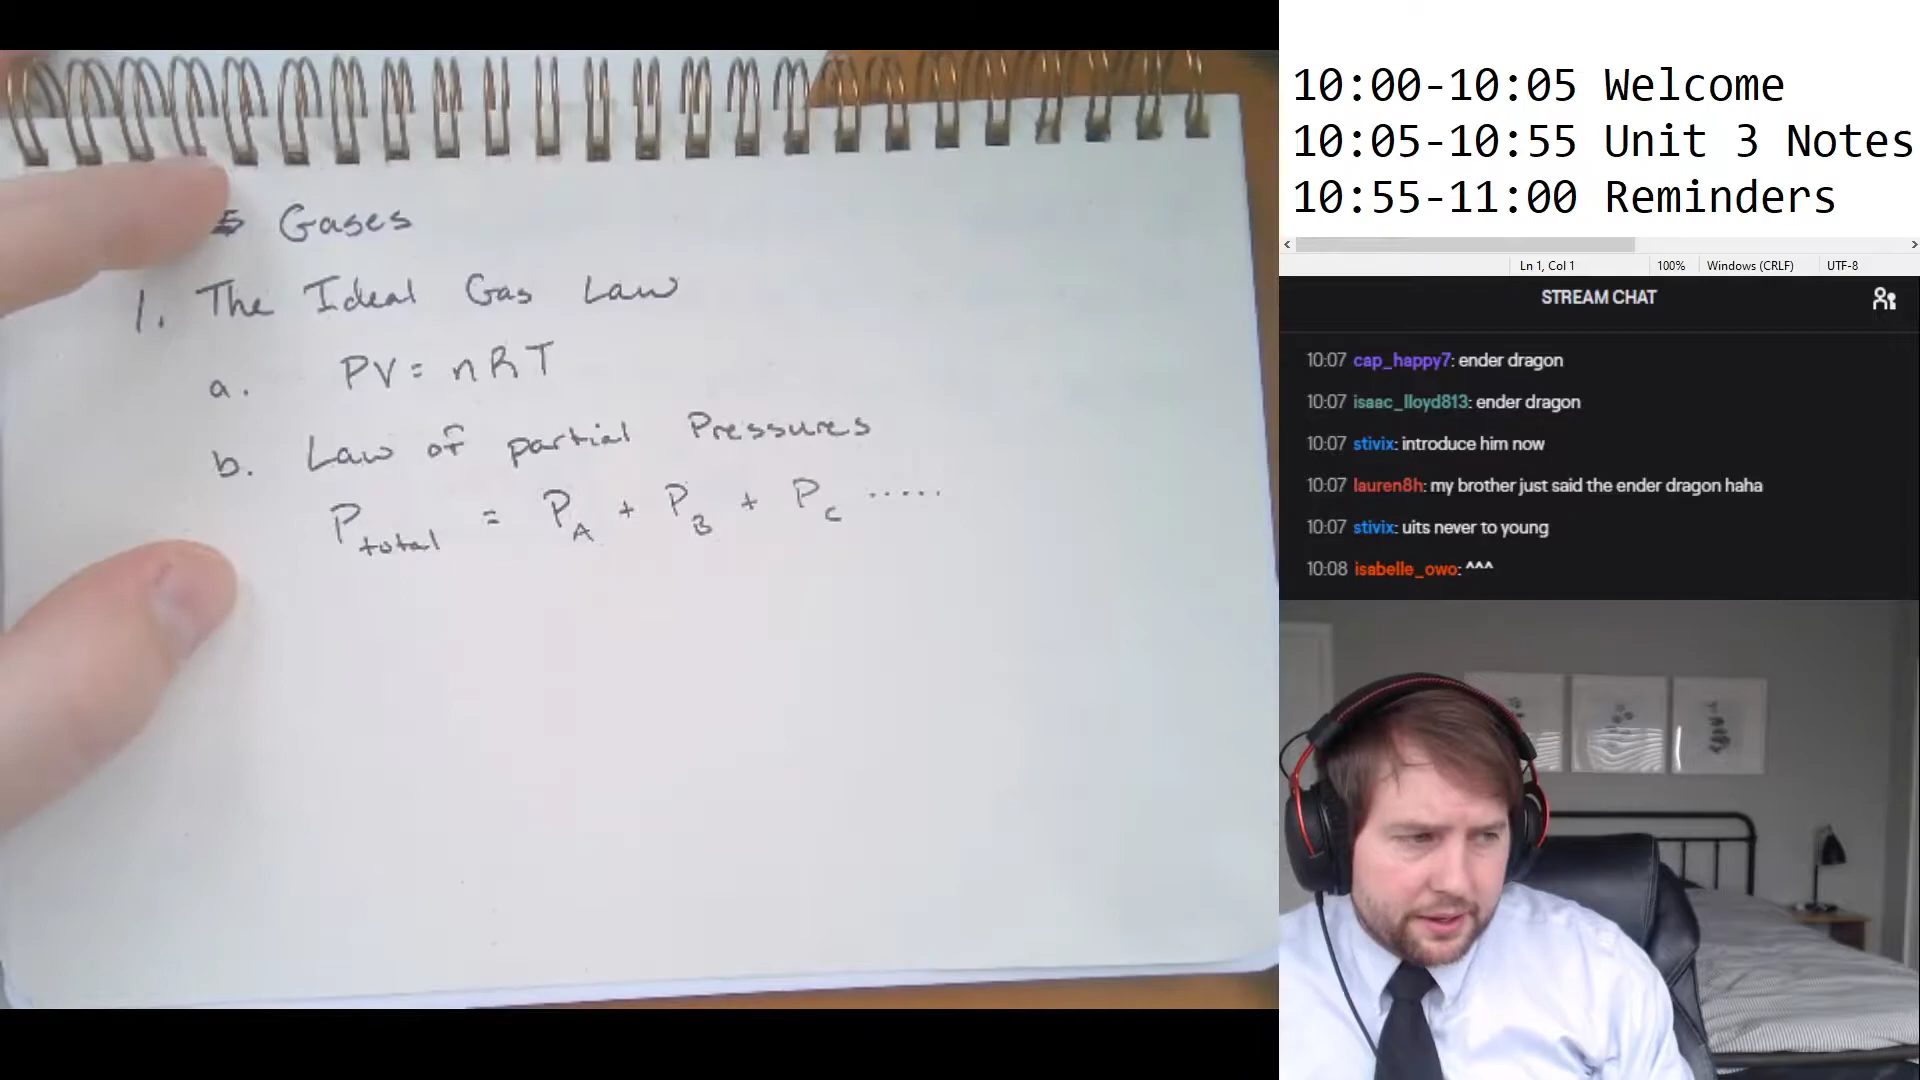 Gases
1. The Ideal Gas Law
a. PV = nRT
b. Law of partial Pressures
P total = P A + P B + P C .....
10:00-10:05 Welcome
10:05-10:55 Unit 3 Notes
10:55-11:00 Reminders
Ln 1, Col 1 100% Windows (CRLF) UTF-8
STREAM CHAT
10:07 cap_happy7: ender dragon
10:07 isaac_lloyd813: ender dragon
10:07 stivix: introduce him now
10:07 lauren8h: my brother just said the ender dragon haha
10:07 stivix: uits never to young
10:08 isabelle_owo: ^^^